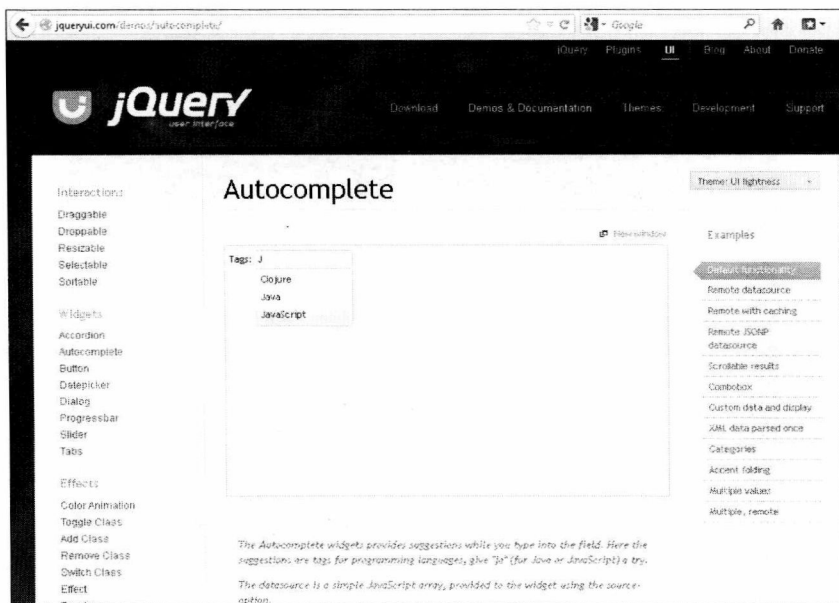 jqueryui.com/demos/autocomplete/
Google
jQuery Plugins UI Blog About Donate
jQuery
user interface
Download Demos & Documentation Themes Development Support
Interactions
Draggable
Droppable
Resizable
Selectable
Sortable
Widgets
Accordion
Autocomplete
Button
Datepicker
Dialog
Progressbar
Slider
Tabs
Effects
Color Animation
Toggle Class
Add Class
Remove Class
Switch Class
Effect
Autocomplete
New window
Tags: J
Clojure
Java
JavaScript
The Autocomplete widgets provides suggestions while you type into the field. Here the
suggestions are tags for programming languages, give "ja" (for Java or JavaScript) a try.
The datasource is a simple JavaScript array, provided to the widget using the source-
option.
Theme: UI lightness
Examples
Default functionality
Remote datasource
Remote with caching
Remote JSONP
datasource
Scrollable results
Combobox
Custom data and display
XML data parsed once
Categories
Accent folding
Multiple values
Multiple, remote